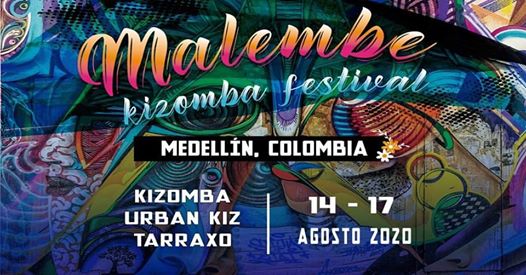 Malembe
kizomba festival
MEDELLÍN, COLOMBIA
KIZOMBA
URBAN KIZ
TARRAXO
14 - 17
AGOSTO 2020